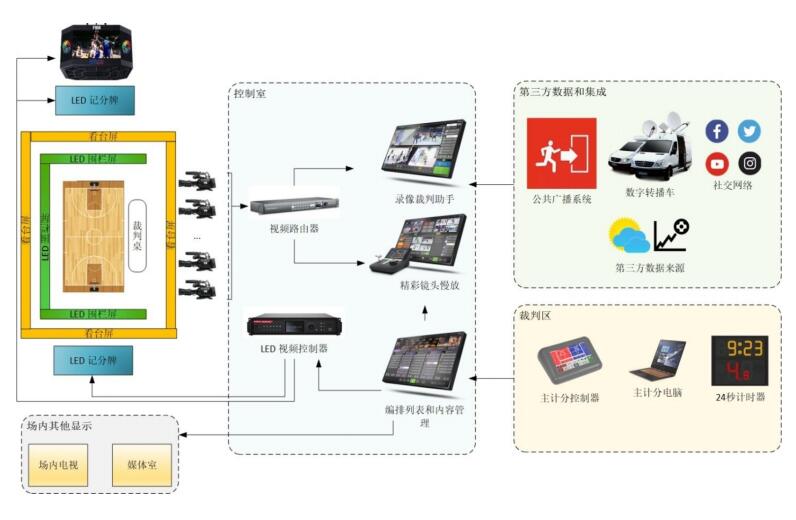 LED 记分牌
看台屏
LED 围栏屏
看台屏
裁判桌
看台屏
LED 围栏屏
看台屏
LED 记分牌
...
控制室
视频路由器
录像裁判助手
精彩镜头慢放
LED 视频控制器
编排列表和内容管
理
第三方数据和集成
公共广播系统
数字转播车
社交网络
第三方数据来源
裁判区
主计分控制器
主计分电脑
9:23
4.8
24秒计时器
场内其他显示
场内电视
媒体室